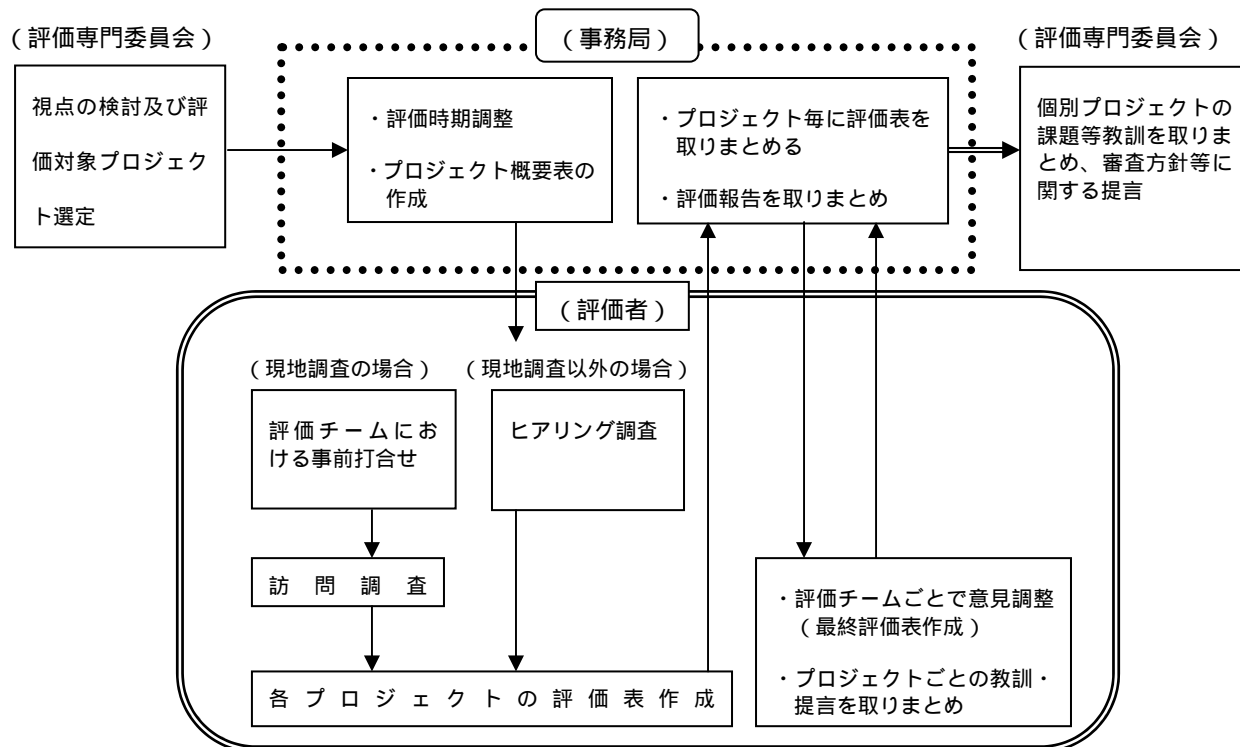 （事務局）
（評価専門委員会）
視点の検討及び評
価対象プロジェク
ト選定
・評価時期調整
・プロジェクト概要表の
作成
・プロジェクト毎に評価表を
取りまとめる
・評価報告を取りまとめ
（評価専門委員会）
個別プロジェクトの
課題等教訓を取りま
とめ、審査方針等に
関する提言
（評価者）
（現地調査の場合）
評価チームにお
ける事前打合せ
訪問調査
（現地調査以外の場合）
ヒアリング調査
各プロジェクトの評価表作成
・評価チームごとで意見調整
（最終評価表作成）
・プロジェクトごとの教訓・
提言を取りまとめ